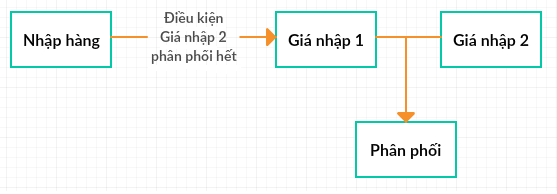 Nhập hàng
Điều kiện
Giá nhập 2
phân phối hết
Giá nhập 1
Giá nhập 2
Phân phối